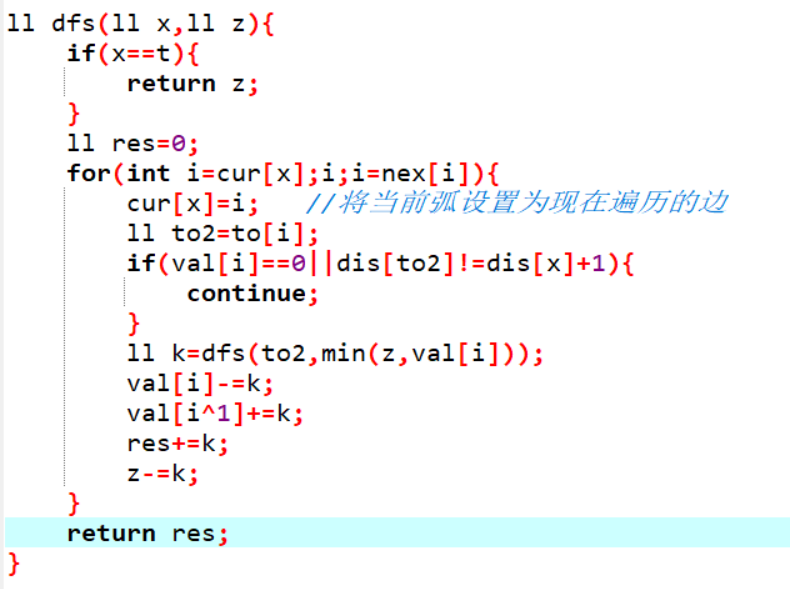 ll dfs(ll x,ll z){
    if(x==t){
        return z;
    }
    ll res=0;
    for(int i=cur[x];i;i=nex[i]){
        cur[x]=i;   //将当前弧设置为现在遍历的边
        ll to2=to[i];
        if(val[i]==0||dis[to2]!=dis[x]+1){
            continue;
        }
        ll k=dfs(to2,min(z,val[i]));
        val[i]-=k;
        val[i^1]+=k;
        res+=k;
        z-=k;
    }
    return res;
}